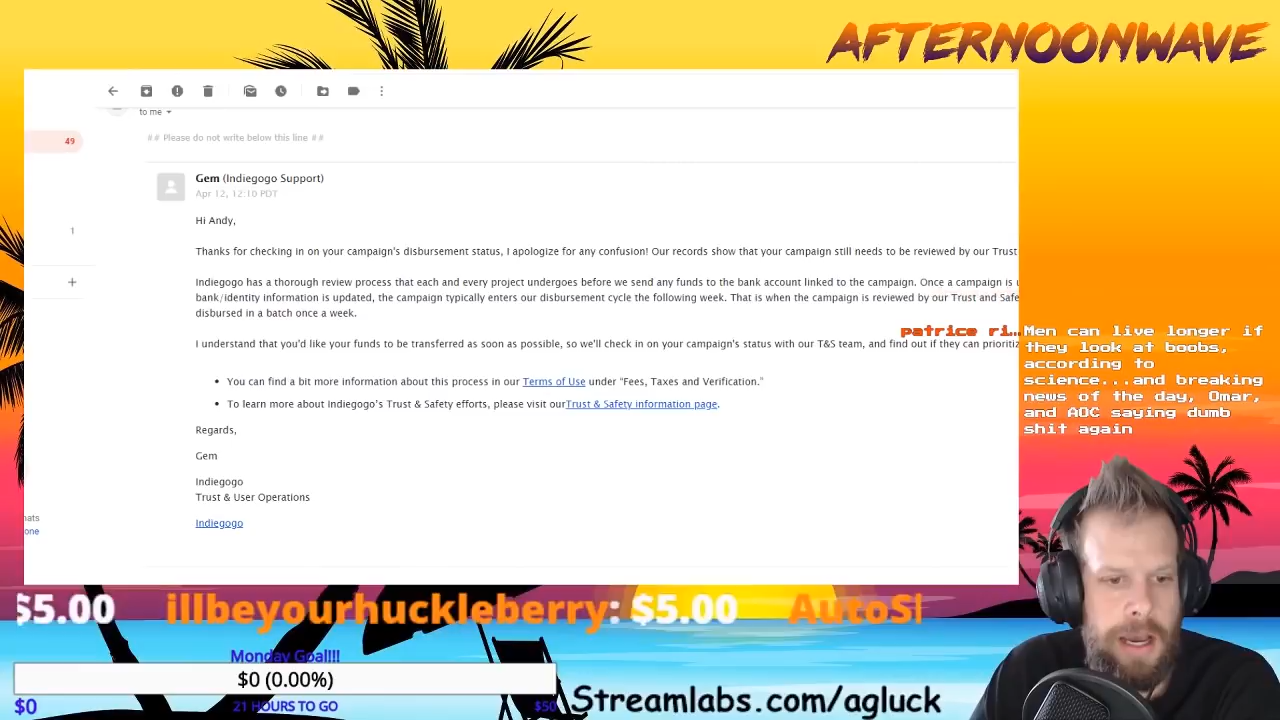 AFTERNOONWAVE
to me
49
## Please do not write below this line ##
Gem (Indiegogo Support)
Apr 12, 12:10 PDT
1
Hi Andy,
Thanks for checking in on your campaign's disbursement status, I apologize for any confusion! Our records show that your campaign still needs to be reviewed by our Trust
Indiegogo has a thorough review process that each and every project undergoes before we send any funds to the bank account linked to the campaign. Once a campaign is
bank/identity information is updated, the campaign typically enters our disbursement cycle the following week. That is when the campaign is reviewed by our Trust and Safe
disbursed in a batch once a week.
I understand that you'd like your funds to be transferred as soon as possible, so we'll check in on your campaign's status with our T&S team, and find out if they can prioritiz
• You can find a bit more information about this process in our Terms of Use under "Fees, Taxes and Verification."
• To learn more about Indiegogo's Trust & Safety efforts, please visit ourTrust & Safety information page.
Regards,
Gem
Indiegogo
Trust & User Operations
Indiegogo
hats
one
patrice ri… Men can live longer if
they look at boobs,
according to
science...and breaking
news of the day, Omar,
and AOC saying dumb
shit again
$5.00 illbeyourhuckleberry: $5.00 AutoSl
Monday Goal!!!
$0 (0.00%)
$0 21 HOURS TO GO $50
Streamlabs.com/agluck